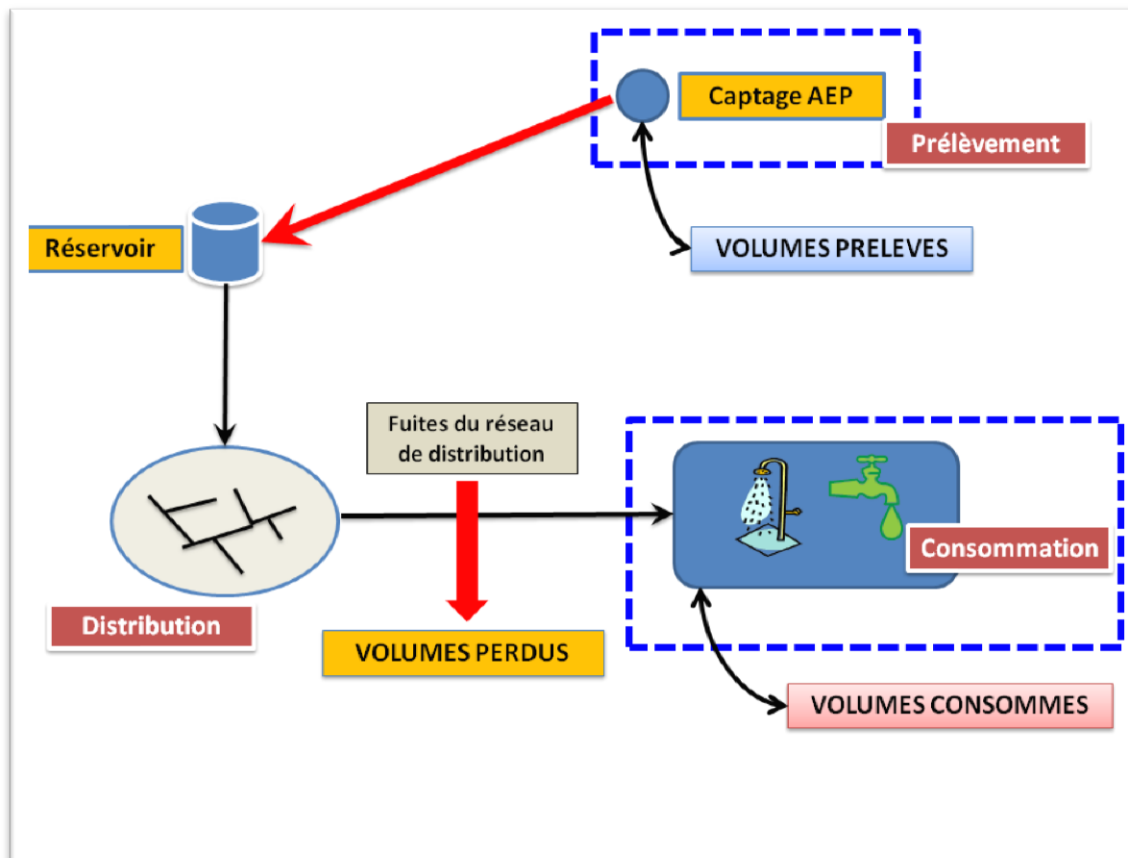 Captage AEP
Prélèvement
Réservoir
VOLUMES PRELEVES
Fuites du réseau
de distribution
Consommation
Distribution
VOLUMES PERDUS
VOLUMES CONSOMMES